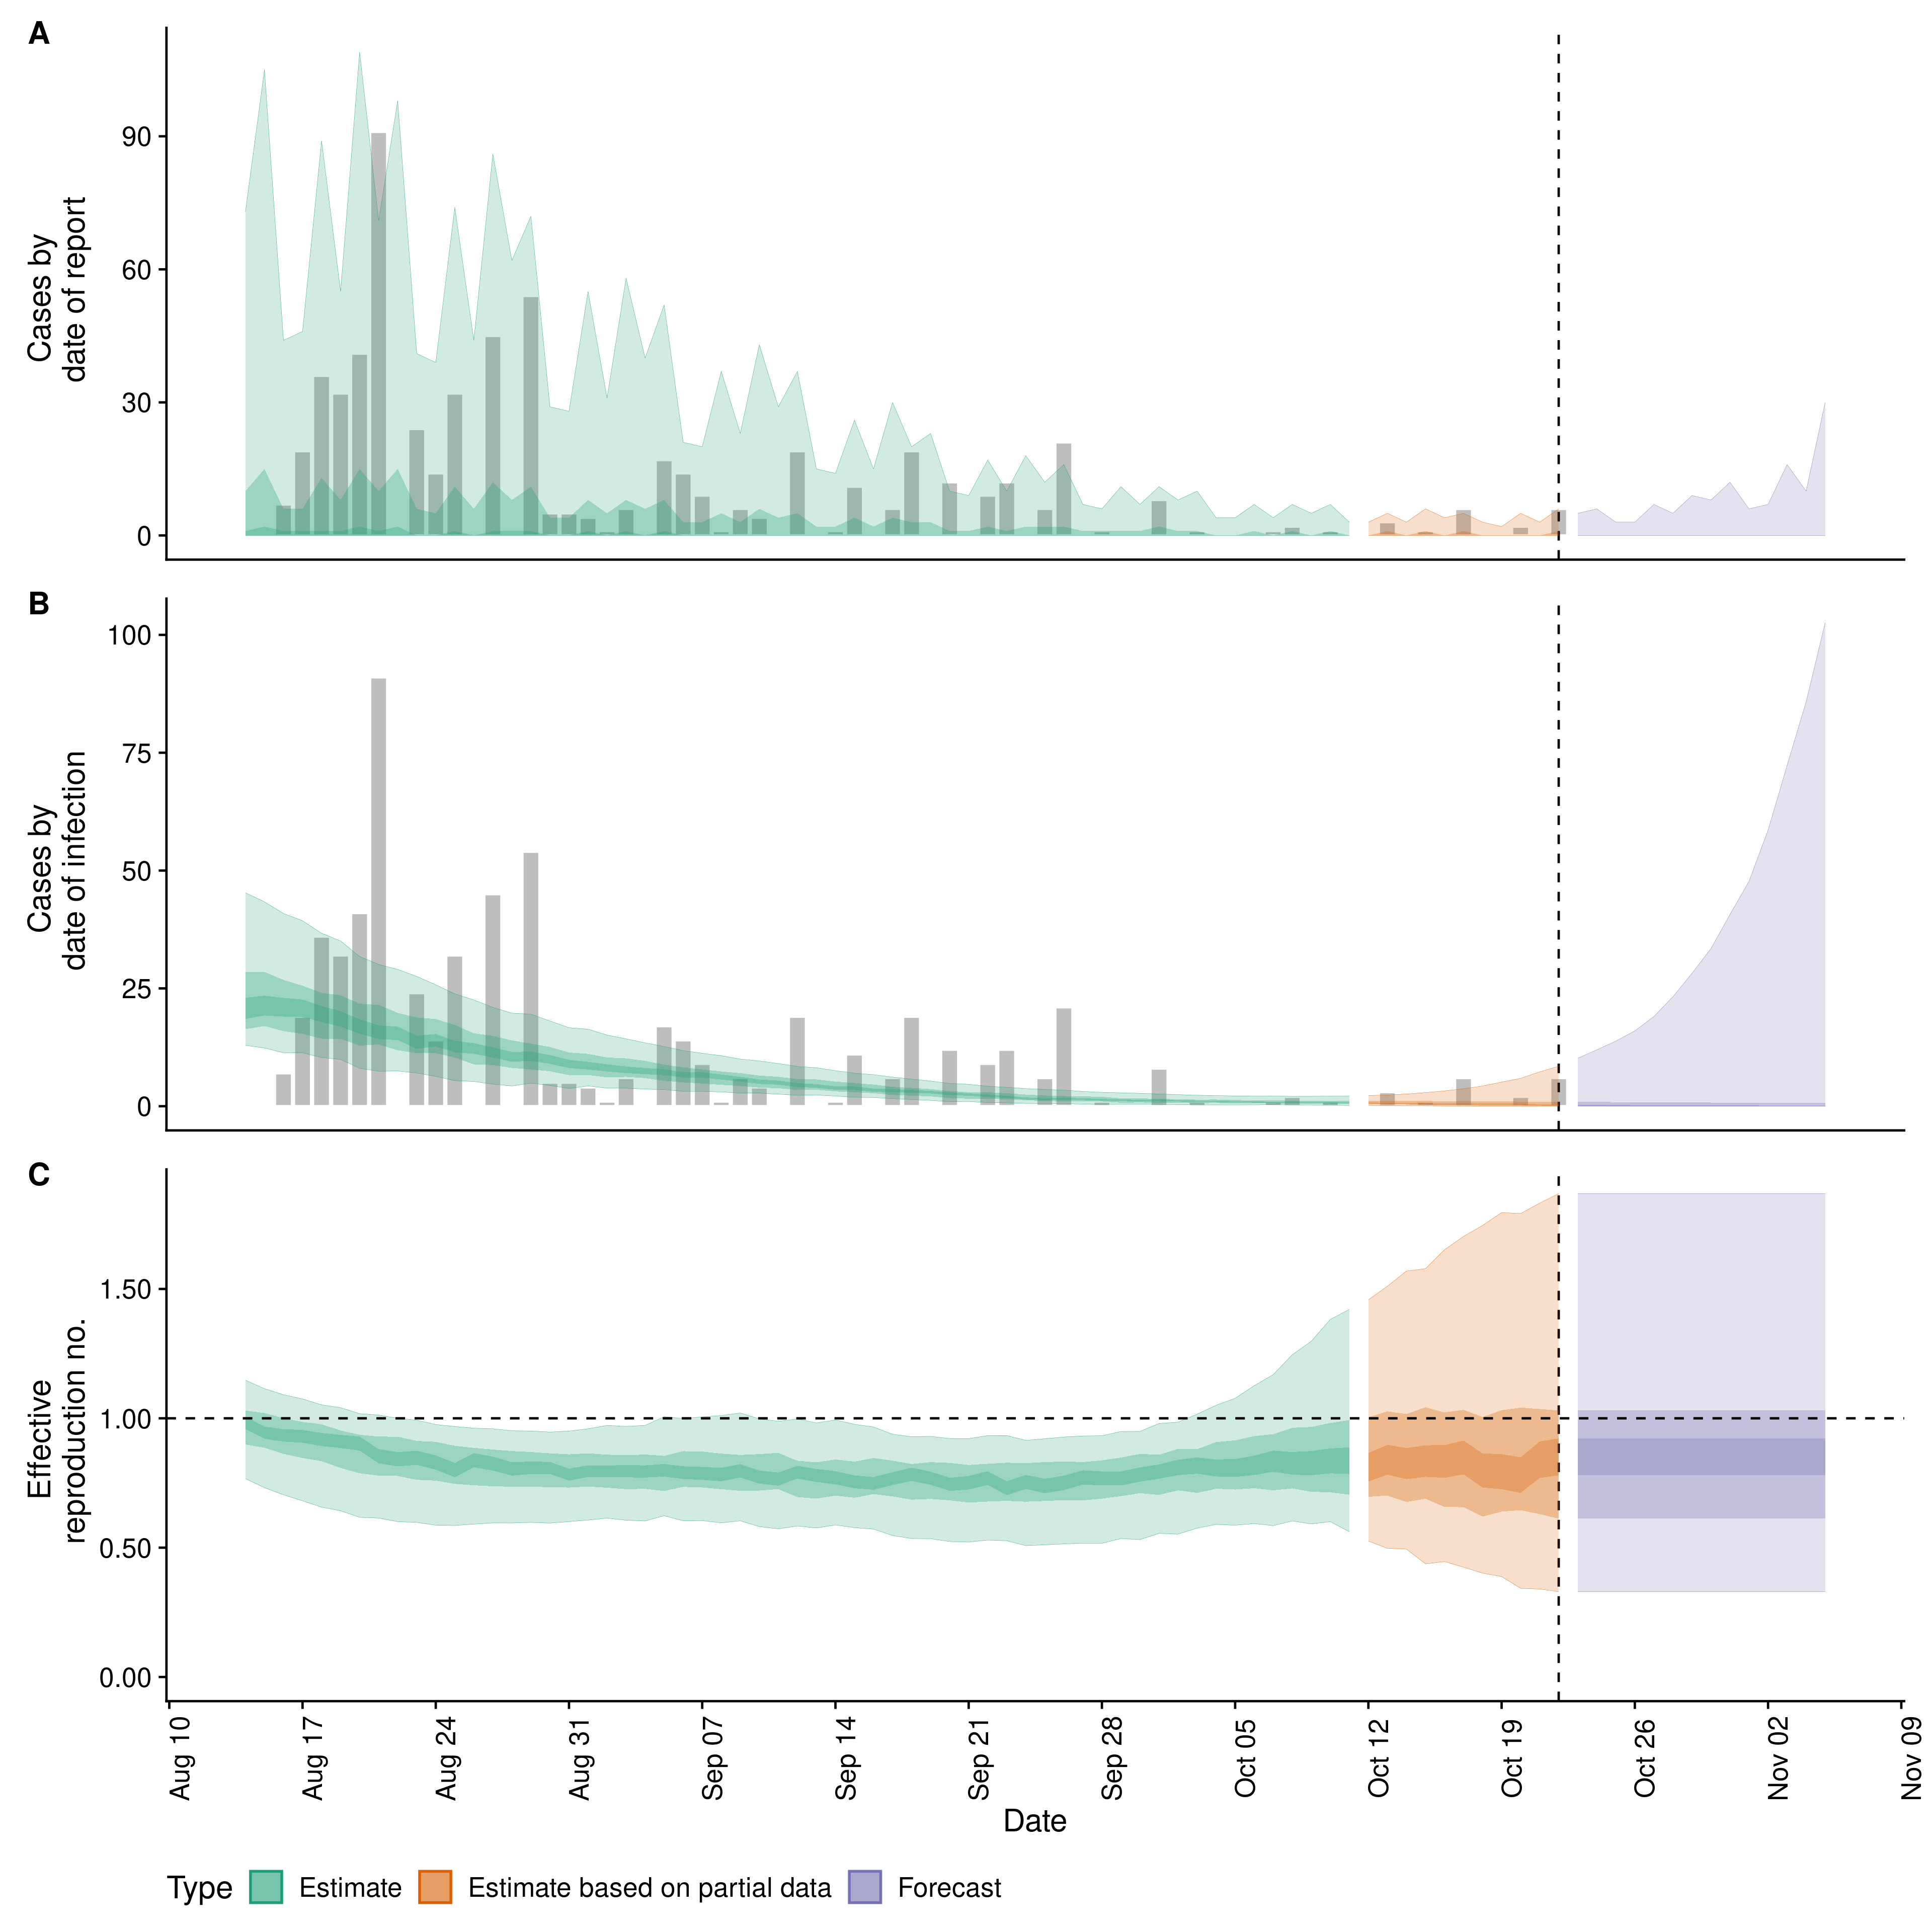 A
Cases by
date of report
90
60
30
0
B
Cases by
date of infection
100
75
50
25
0
C
Effective
reproduction no.
1.50
1.00
0.50
0.00
Aug 10
Aug 17
Aug 24
Aug 31
Sep 07
Sep 14
Sep 21
Sep 28
Oct 05
Oct 12
Oct 19
Oct 26
Nov 02
Nov 09
Date
Type Estimate Estimate based on partial data Forecast